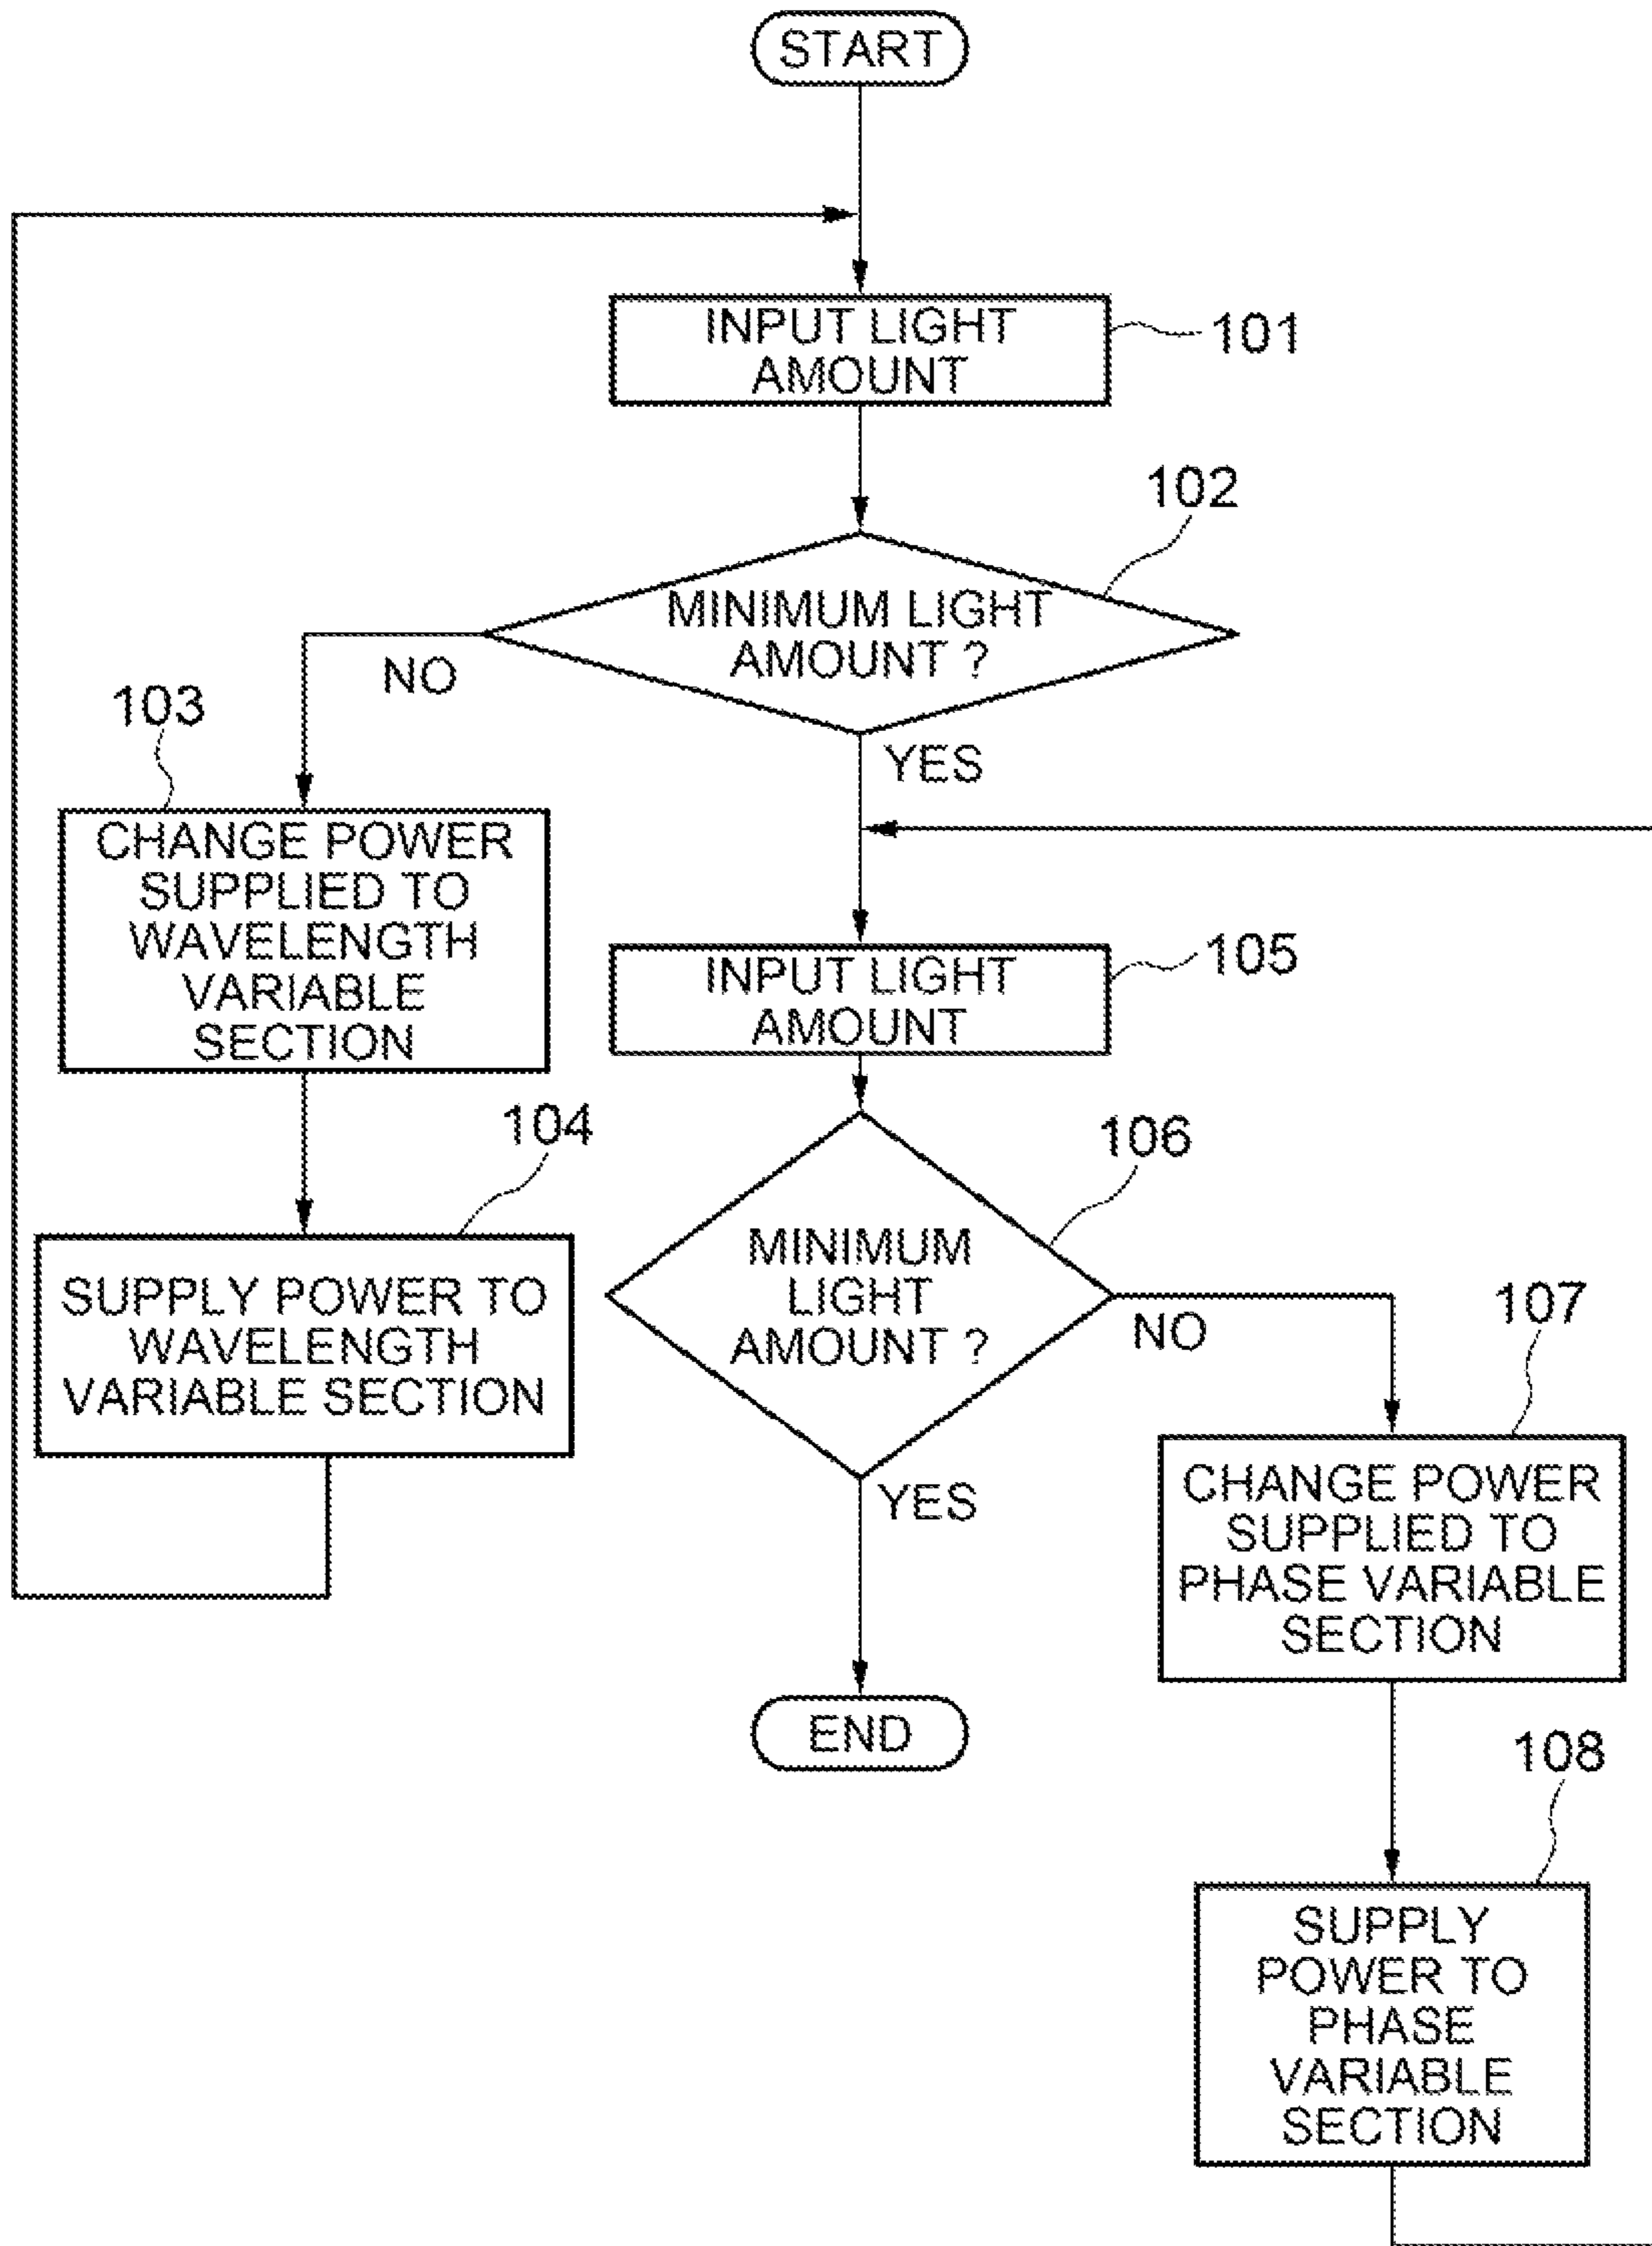 START
INPUT LIGHT
AMOUNT
101
102
MINIMUM LIGHT
AMOUNT ?
NO
YES
103
CHANGE POWER
SUPPLIED TO
WAVELENGTH
VARIABLE
SECTION
INPUT LIGHT
AMOUNT
105
104
SUPPLY POWER TO
WAVELENGTH
VARIABLE SECTION
106
MINIMUM
LIGHT
AMOUNT ?
NO
YES
107
CHANGE POWER
SUPPLIED TO
PHASE VARIABLE
SECTION
END
108
SUPPLY
POWER TO
PHASE
VARIABLE
SECTION